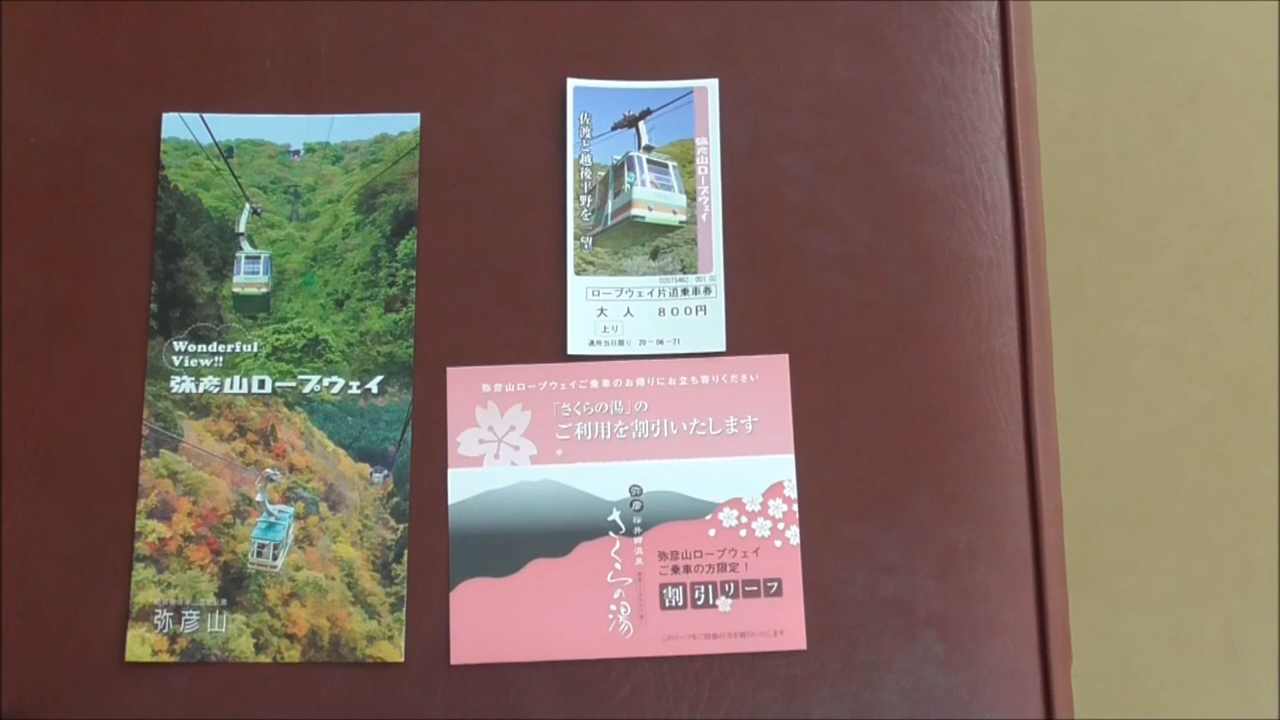 Wonderful
View!!
弥彦山ロープウェイ
弥彦山
佐渡と越後平野を一望
弥彦山ロープウェイ
02075462 001 02
ロープウェイ片道乗車券
大人 800円
上り
通用当日限り 20-06-21
弥彦山ロープウェイご乗車のお帰りにお立ち寄りください
「さくらの湯」の
ご利用を割引いたします
弥彦
桜井郷温泉
さくらの湯
弥彦山ロープウェイ
ご乗車の方限定!
割引リーフ